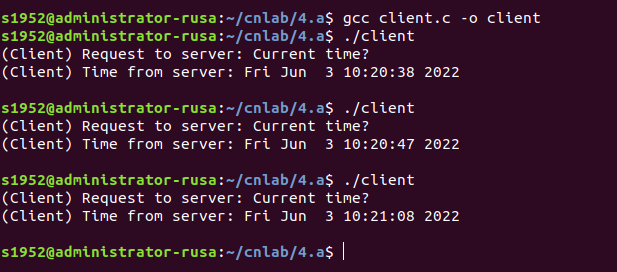 s1952@administrator-rusa:~/cnlab/4.a$ gcc client.c -o client
s1952@administrator-rusa:~/cnlab/4.a$ ./client
(Client) Request to server: Current time?
(Client) Time from server: Fri Jun  3 10:20:38 2022
s1952@administrator-rusa:~/cnlab/4.a$ ./client
(Client) Request to server: Current time?
(Client) Time from server: Fri Jun  3 10:20:47 2022
s1952@administrator-rusa:~/cnlab/4.a$ ./client
(Client) Request to server: Current time?
(Client) Time from server: Fri Jun  3 10:21:08 2022
s1952@administrator-rusa:~/cnlab/4.a$